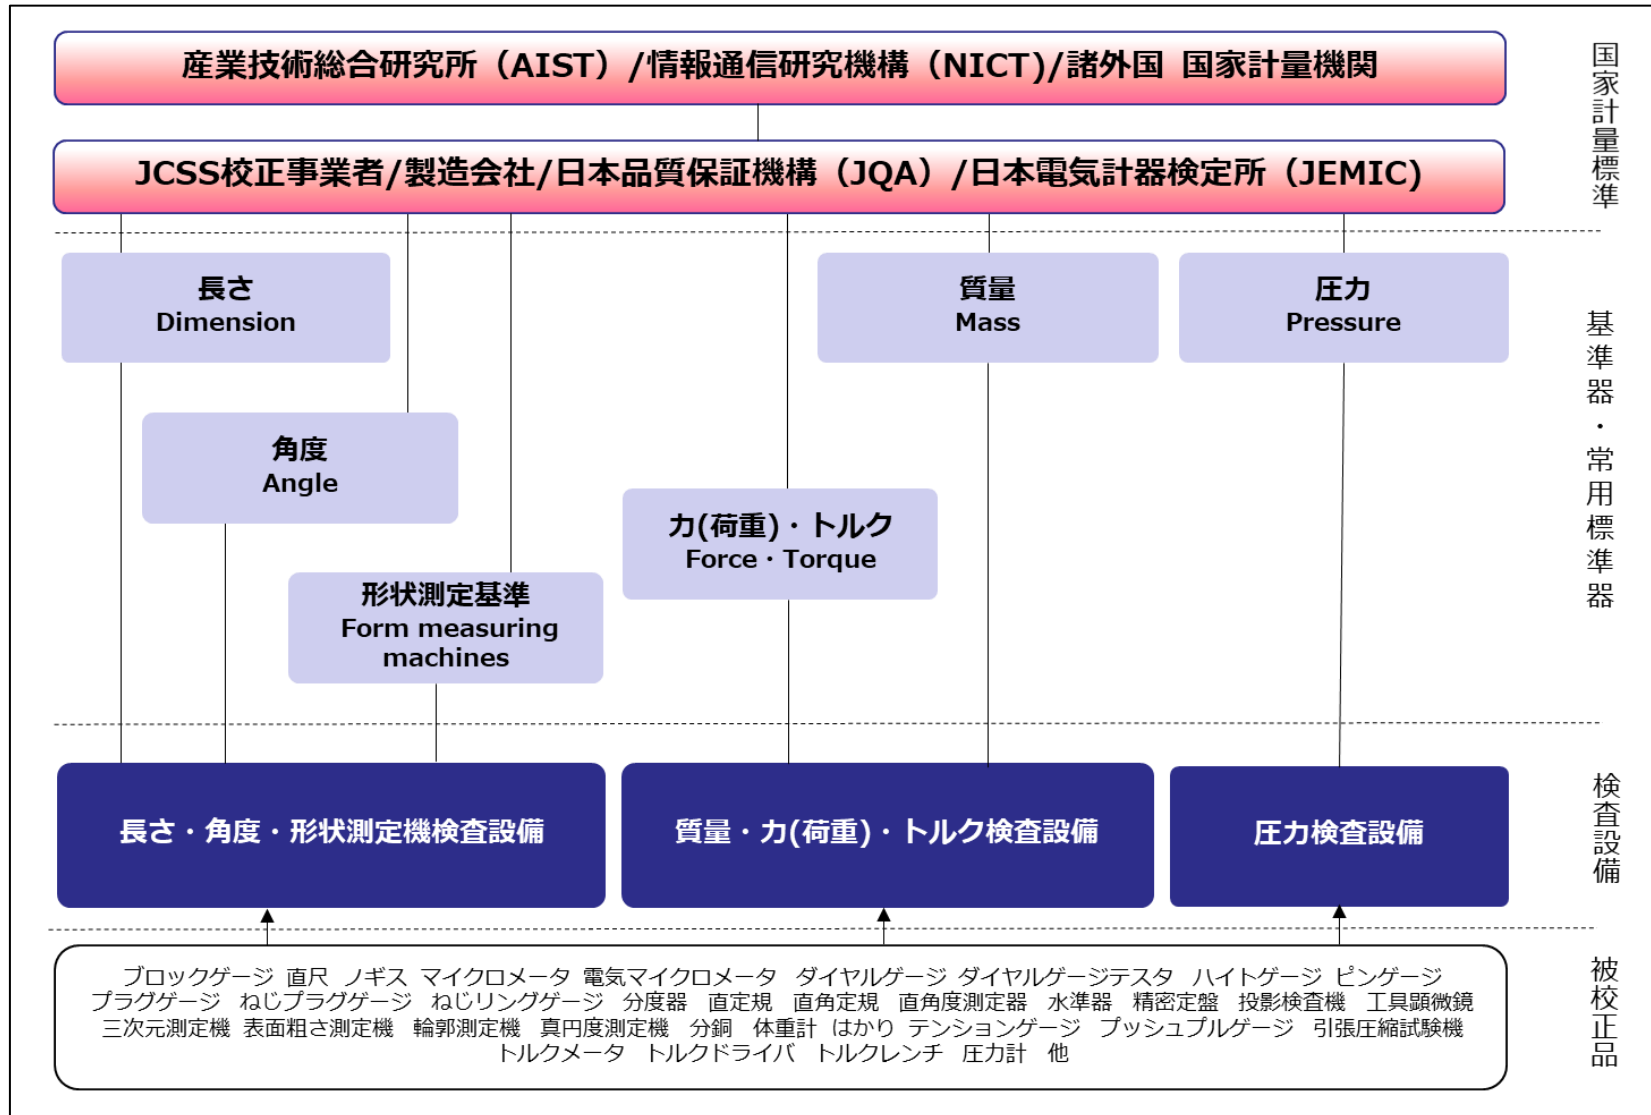 産業技術総合研究所（AIST）/情報通信研究機構（NICT)/諸外国 国家計量機関
JCSS校正事業者/製造会社/日本品質保証機構（JQA）/日本電気計器検定所（JEMIC)
国家計量標準
長さ
Dimension
質量
Mass
圧力
Pressure
角度
Angle
力(荷重)・トルク
Force・Torque
形状測定基準
Form measuring
machines
基準器・常用標準器
長さ・角度・形状測定機検査設備
質量・力(荷重)・トルク検査設備
圧力検査設備
検査設備
ブロックゲージ 直尺 ノギス マイクロメータ 電気マイクロメータ ダイヤルゲージ ダイヤルゲージテスタ ハイトゲージ ピンゲージ
プラグゲージ ねじプラグゲージ ねじリングゲージ 分度器 直定規 直角定規 直角度測定器 水準器 精密定盤 投影検査機 工具顕微鏡
三次元測定機 表面粗さ測定機 輪郭測定機 真円度測定機 分銅 体重計 はかり テンションゲージ プッシュプルゲージ 引張圧縮試験機
トルクメータ トルクドライバ トルクレンチ 圧力計 他
被校正品